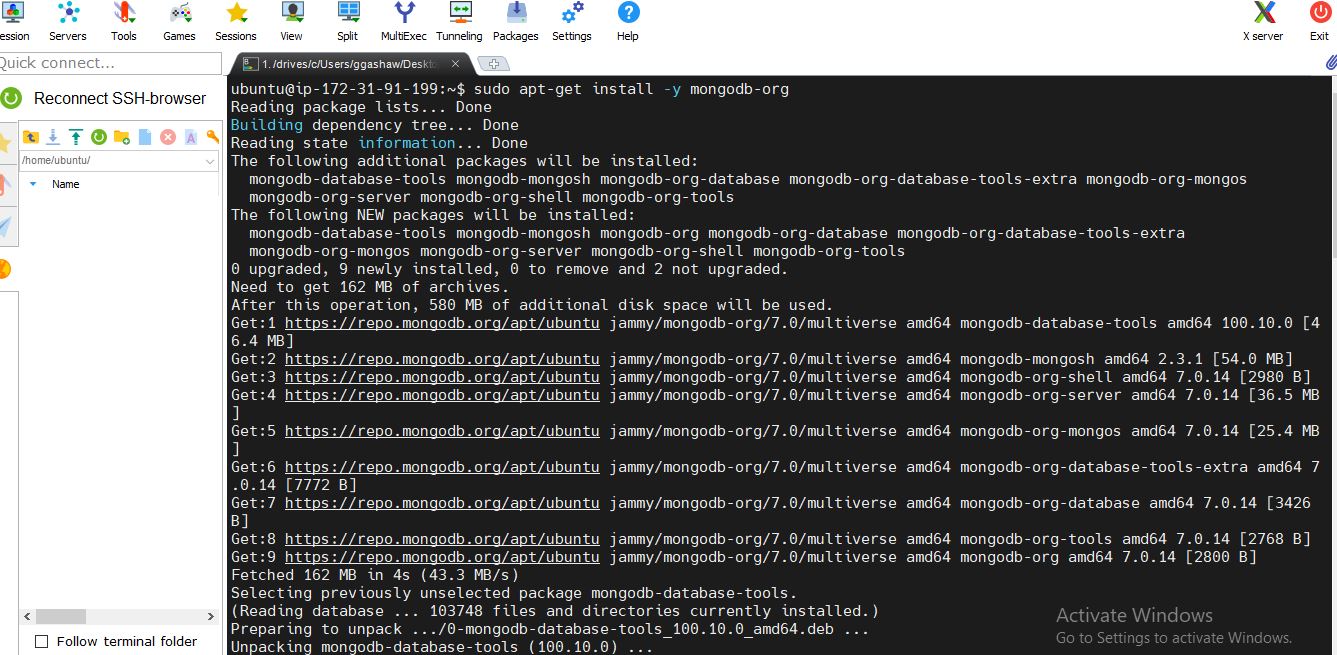 ession Servers Tools Games Sessions View Split MultiExec Tunneling Packages Settings Help X server Exit
Quick connect...
1. /drives/c/Users/ggashaw/Deskto
Reconnect SSH-browser
/home/ubuntu/
Name
Follow terminal folder
ubuntu@ip-172-31-91-199:~$ sudo apt-get install -y mongodb-org
Reading package lists... Done
Building dependency tree... Done
Reading state information... Done
The following additional packages will be installed:
mongodb-database-tools mongodb-mongosh mongodb-org-database mongodb-org-database-tools-extra mongodb-org-mongos
mongodb-org-server mongodb-org-shell mongodb-org-tools
The following NEW packages will be installed:
mongodb-database-tools mongodb-mongosh mongodb-org mongodb-org-database mongodb-org-database-tools-extra
mongodb-org-mongos mongodb-org-server mongodb-org-shell mongodb-org-tools
0 upgraded, 9 newly installed, 0 to remove and 2 not upgraded.
Need to get 162 MB of archives.
After this operation, 580 MB of additional disk space will be used.
Get:1 https://repo.mongodb.org/apt/ubuntu jammy/mongodb-org/7.0/multiverse amd64 mongodb-database-tools amd64 100.10.0 [4
6.4 MB]
Get:2 https://repo.mongodb.org/apt/ubuntu jammy/mongodb-org/7.0/multiverse amd64 mongodb-mongosh amd64 2.3.1 [54.0 MB]
Get:3 https://repo.mongodb.org/apt/ubuntu jammy/mongodb-org/7.0/multiverse amd64 mongodb-org-shell amd64 7.0.14 [2980 B]
Get:4 https://repo.mongodb.org/apt/ubuntu jammy/mongodb-org/7.0/multiverse amd64 mongodb-org-server amd64 7.0.14 [36.5 MB
]
Get:5 https://repo.mongodb.org/apt/ubuntu jammy/mongodb-org/7.0/multiverse amd64 mongodb-org-mongos amd64 7.0.14 [25.4 MB
]
Get:6 https://repo.mongodb.org/apt/ubuntu jammy/mongodb-org/7.0/multiverse amd64 mongodb-org-database-tools-extra amd64 7
.0.14 [7772 B]
Get:7 https://repo.mongodb.org/apt/ubuntu jammy/mongodb-org/7.0/multiverse amd64 mongodb-org-database amd64 7.0.14 [3426
B]
Get:8 https://repo.mongodb.org/apt/ubuntu jammy/mongodb-org/7.0/multiverse amd64 mongodb-org-tools amd64 7.0.14 [2768 B]
Get:9 https://repo.mongodb.org/apt/ubuntu jammy/mongodb-org/7.0/multiverse amd64 mongodb-org amd64 7.0.14 [2800 B]
Fetched 162 MB in 4s (43.3 MB/s)
Selecting previously unselected package mongodb-database-tools.
(Reading database ... 103748 files and directories currently installed.)
Preparing to unpack .../0-mongodb-database-tools_100.10.0_amd64.deb ...
Unpacking mongodb-database-tools (100.10.0) ...
Activate Windows
Go to Settings to activate Windows.